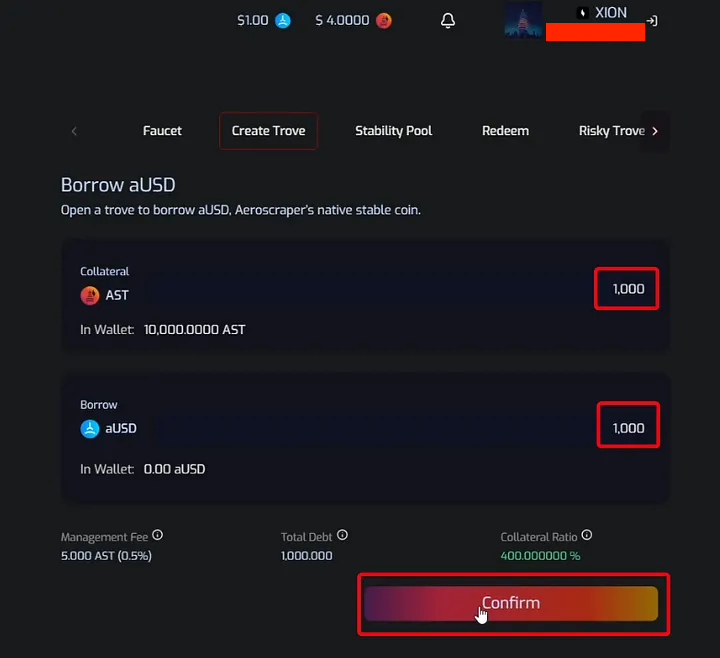 $1.00 $ 4.0000 XION
Faucet Create Trove Stability Pool Redeem Risky Trove
Borrow aUSD
Open a trove to borrow aUSD, Aeroscraper's native stable coin.
Collateral
AST 1,000
In Wallet: 10,000.0000 AST
Borrow
aUSD 1,000
In Wallet: 0.00 aUSD
Management Fee Total Debt Collateral Ratio
5.000 AST (0.5%) 1,000.000 400.000000 %
Confirm